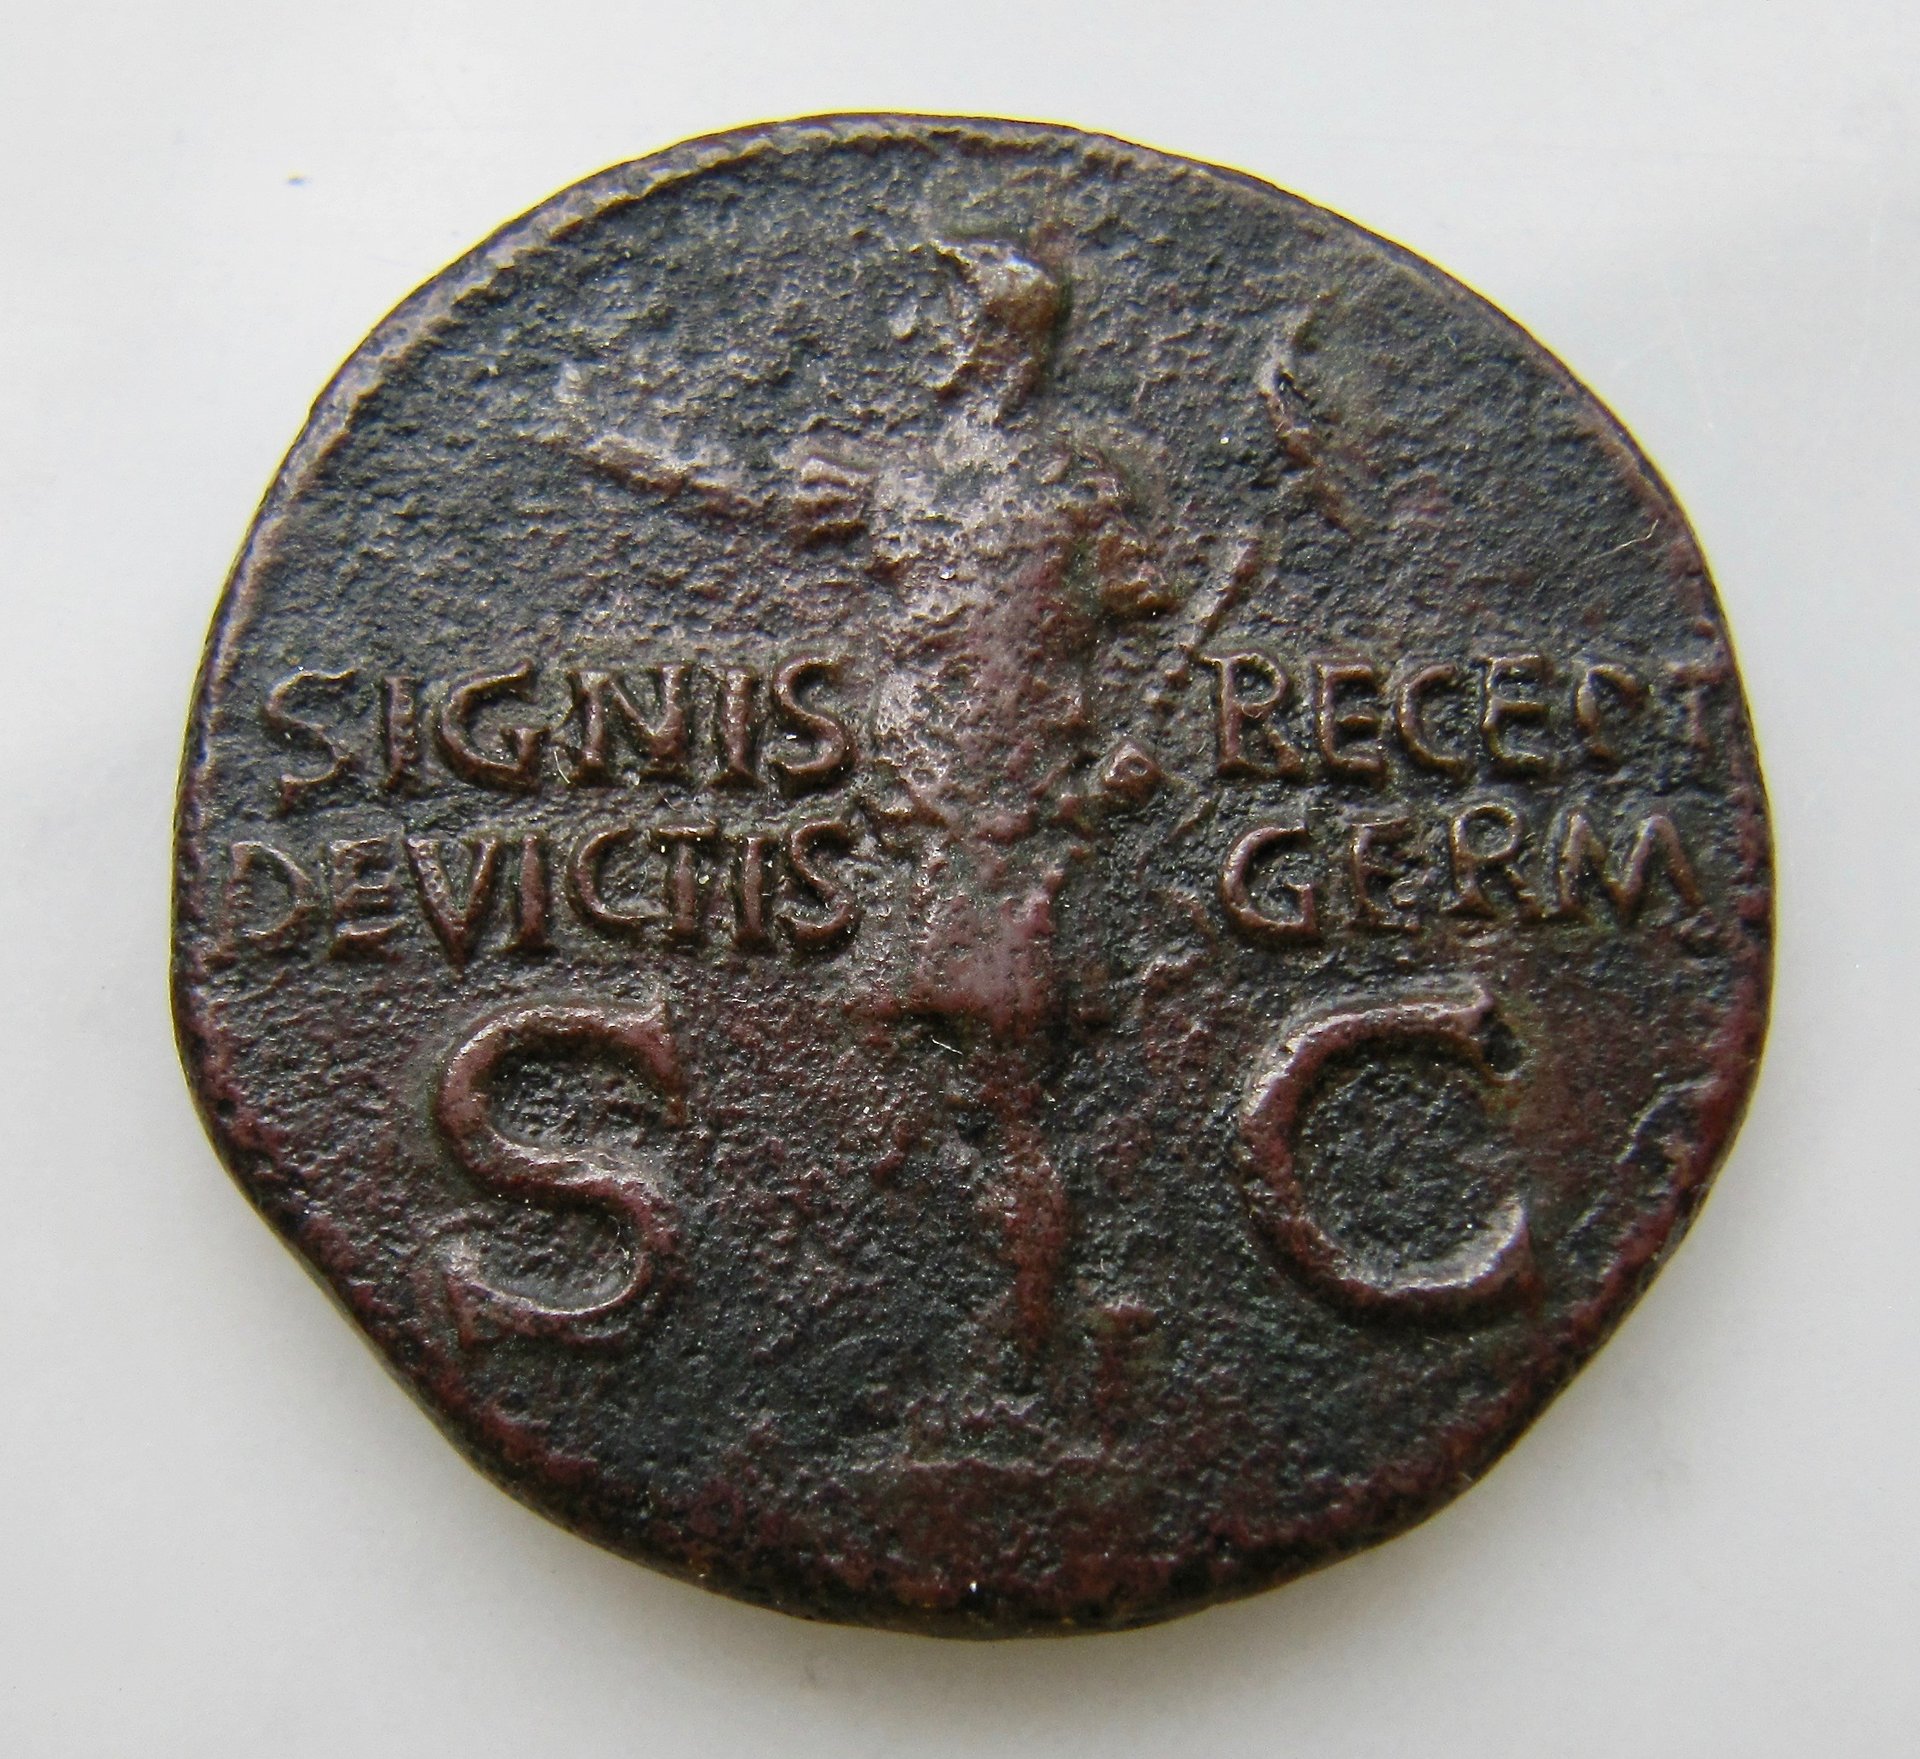 SIGNIS RECEPT
DEVICTIS GERM
S C